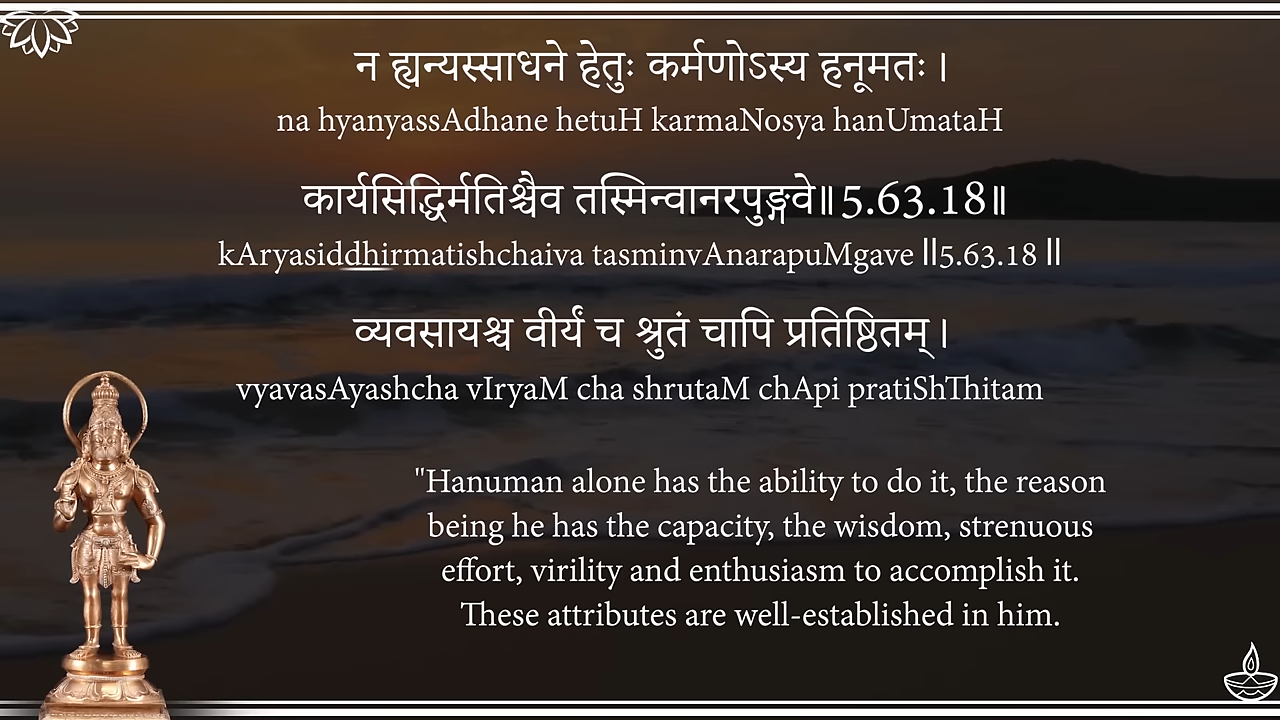 न ह्यन्यस्साधने हेतुः कर्मणोऽस्य हनूमतः ।
na hyanyassAdhane hetuH karmaNosya hanUmataH
कार्यसिद्धिर्मतिश्चैव तस्मिन्वानरपुङ्गवे॥5.63.18॥
kAryasiddhirmatishchaiva tasminvAnarapuMgave ||5.63.18 ||
व्यवसायश्च वीर्यं च श्रुतं चापि प्रतिष्ठितम् ।
vyavasAyashcha vIryaM cha shrutaM chApi pratiShThitam
"Hanuman alone has the ability to do it, the reason
being he has the capacity, the wisdom, strenuous
effort, virility and enthusiasm to accomplish it.
These attributes are well-established in him.